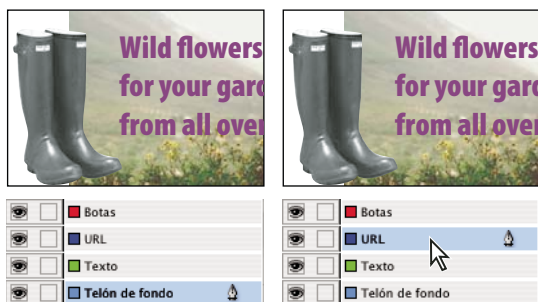 Wild flowers
for your gard
from all over
Wild flowers
for your gard
from all over
Botas
URL
Texto
Telón de fondo
Botas
URL
Texto
Telón de fondo